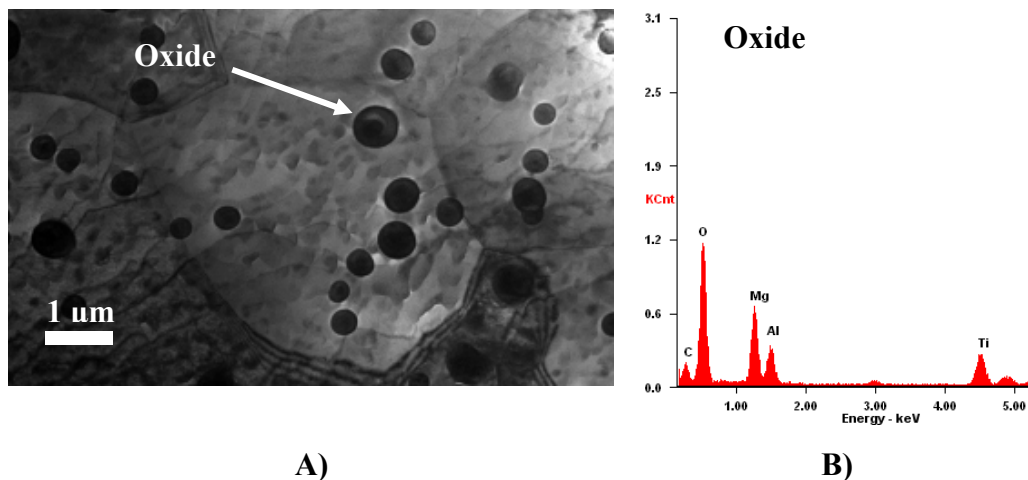 Oxide
1 µm
A)
3.1
Oxide
2.5
1.9
KCnt
O
1.2
Mg
0.6
Al
C
Ti
0.0
1.00 2.00 3.00 4.00 5.00
Energy - keV
B)